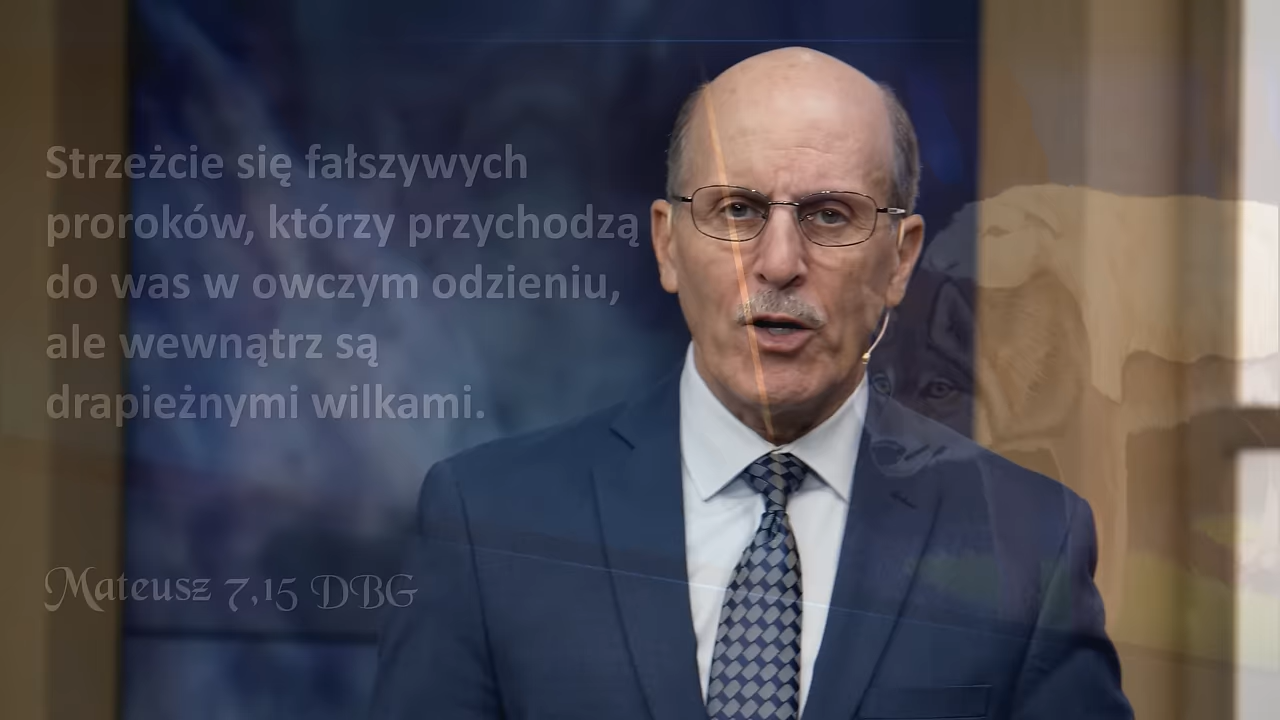 Strzeżcie się fałszywych
proroków, którzy przychodzą
do was w owczym odzieniu,
ale wewnątrz są
drapieżnymi wilkami.
Mateusz 7,15 DBG